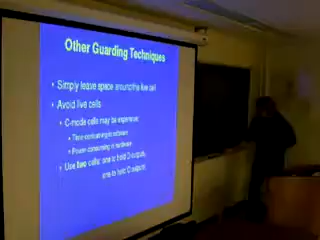 Other Guarding Techniques
• Simply leave space around the live cell
• Avoid live cells
• C-mode cells may be expensive:
• Time consuming in software
• Power consuming in hardware
• Use two cells: one to hold D outputs,
one to hold C outputs